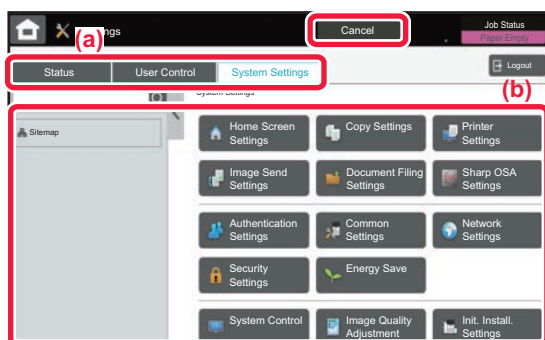 (a)
ngs
Cancel
Job Status
Paper Empty
Status
User Control
System Settings
Logout
(b)
System Settings
Sitemap
Home Screen
Settings
Copy Settings
Printer
Settings
Image Send
Settings
Document Filing
Settings
Sharp OSA
Settings
Authentication
Settings
Common
Settings
Network
Settings
Security
Settings
Energy Save
System Control
Image Quality
Adjustment
Init. Install.
Settings